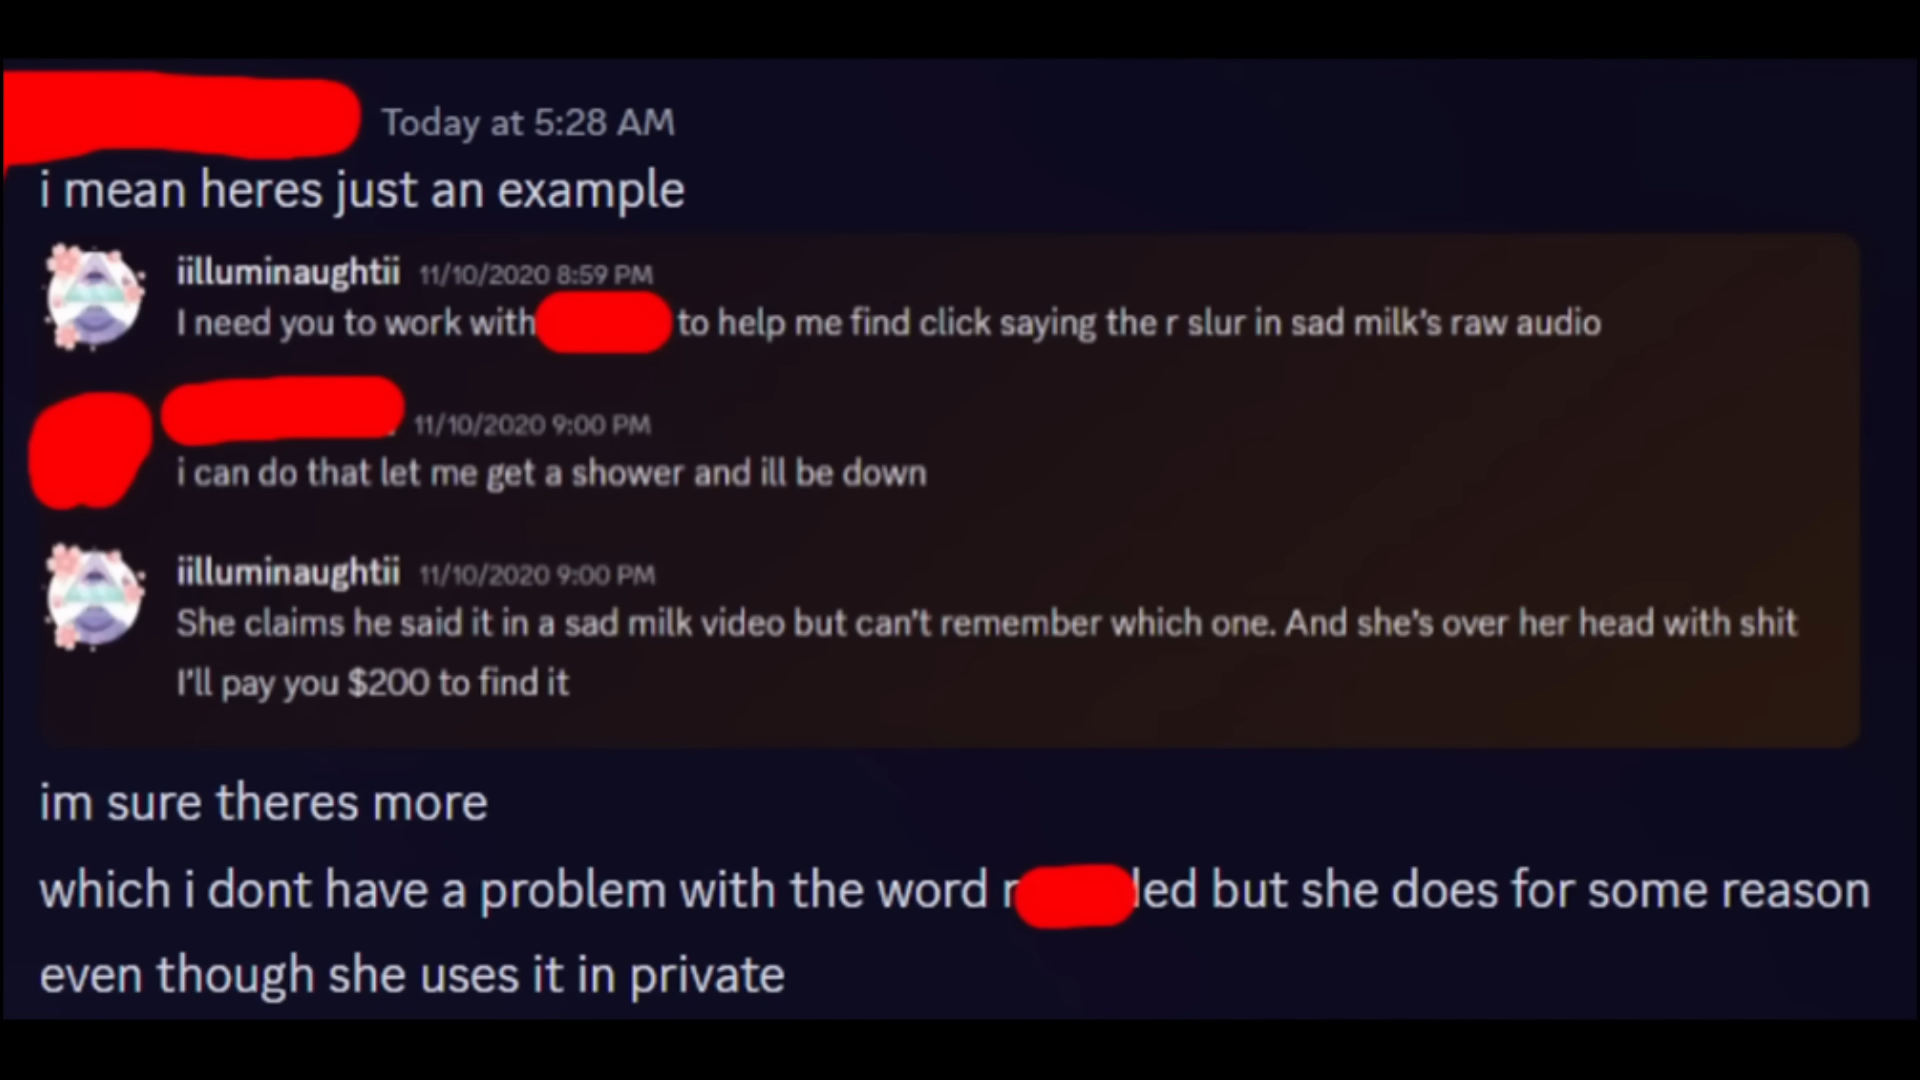 Today at 5:28 AM
i mean heres just an example
iilluminaughtii 11/10/2020 8:59 PM
I need you to work with to help me find click saying the r slur in sad milk's raw audio
11/10/2020 9:00 PM
i can do that let me get a shower and ill be down
iilluminaughtii 11/10/2020 9:00 PM
She claims he said it in a sad milk video but can't remember which one. And she's over her head with shit
I'll pay you $200 to find it
im sure theres more
which i dont have a problem with the word but she does for some reason
even though she uses it in private